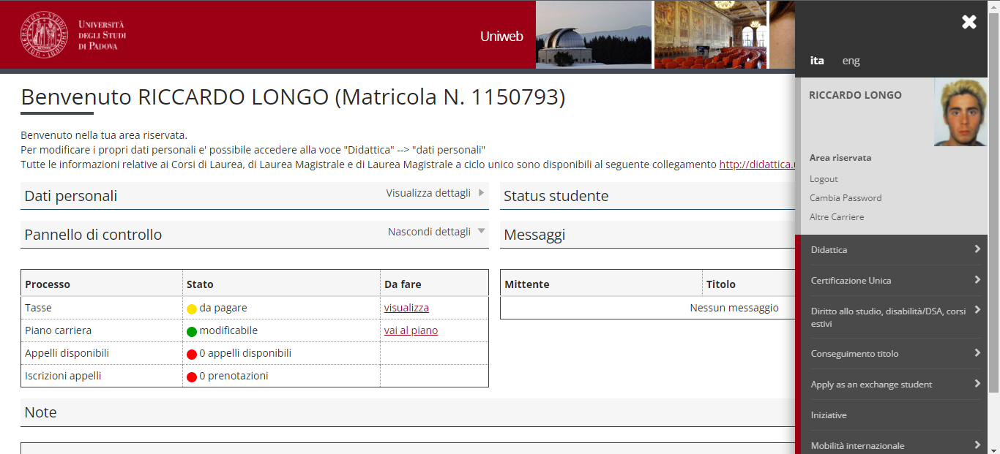 UNIVERSITÀ
DEGLI STUDI
DI PADOVA
Uniweb
ita eng
Benvenuto RICCARDO LONGO (Matricola N. 1150793)
Benvenuto nella tua area riservata.
Per modificare i propri dati personali e' possibile accedere alla voce "Didattica" --> "dati personali"
Tutte le informazioni relative ai Corsi di Laurea, di Laurea Magistrale e di Laurea Magistrale a ciclo unico sono disponibili al seguente collegamento http://didattica.u
Dati personali Visualizza dettagli
Status studente
Pannello di controllo Nascondi dettagli
Messaggi
Processo Stato Da fare
Tasse da pagare visualizza
Piano carriera modificabile vai al piano
Appelli disponibili 0 appelli disponibili
Iscrizioni appelli 0 prenotazioni
Mittente Titolo
Nessun messaggio
Note
RICCARDO LONGO
Area riservata
Logout
Cambia Password
Altre Carriere
Didattica
Certificazione Unica
Diritto allo studio, disabilità/DSA, corsi
estivi
Conseguimento titolo
Apply as an exchange student
Iniziative
Mobilità internazionale